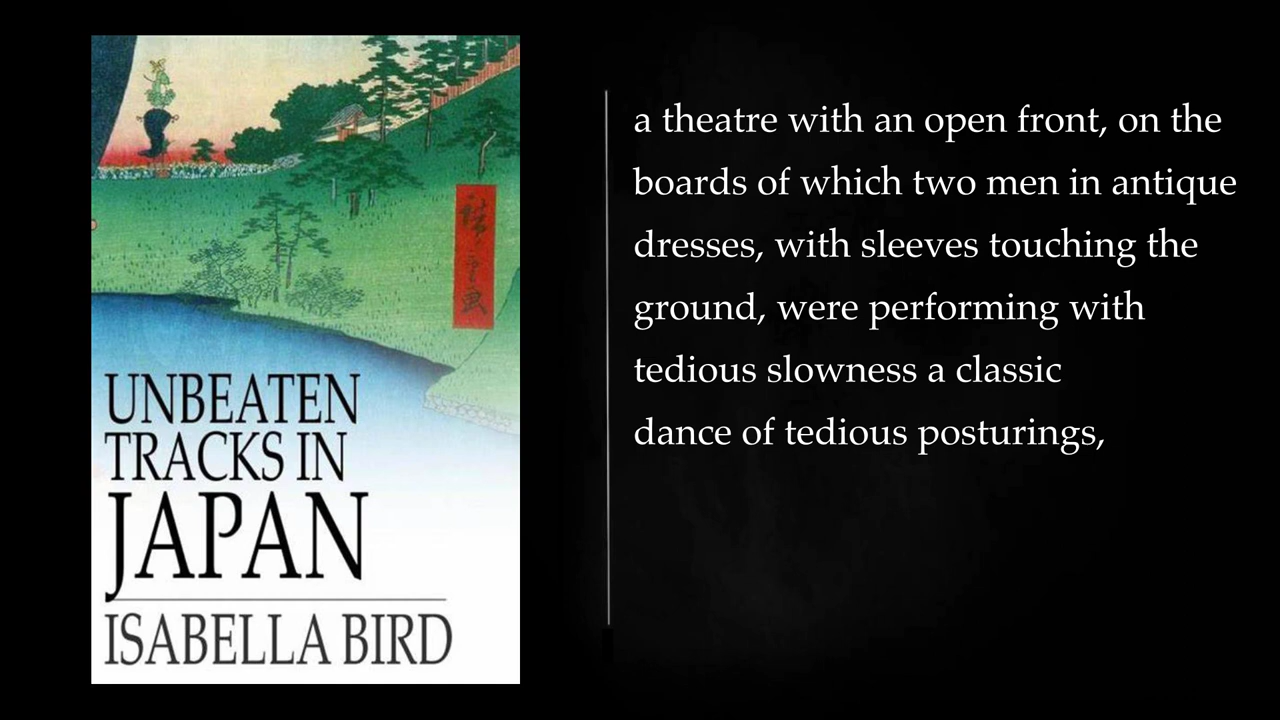 UNBEATEN
TRACKS IN
JAPAN
ISABELLA BIRD
a theatre with an open front, on the
boards of which two men in antique
dresses, with sleeves touching the
ground, were performing with
tedious slowness a classic
dance of tedious posturings,